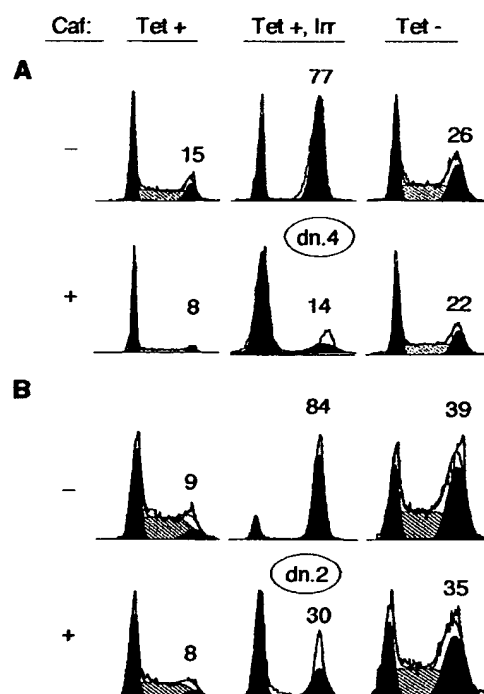 Caf: Tet + Tet +, Irr Tet -
A
− 15 77 26
dn.4
+ 8 14 22
B
− 9 84 39
dn.2
+ 8 30 35